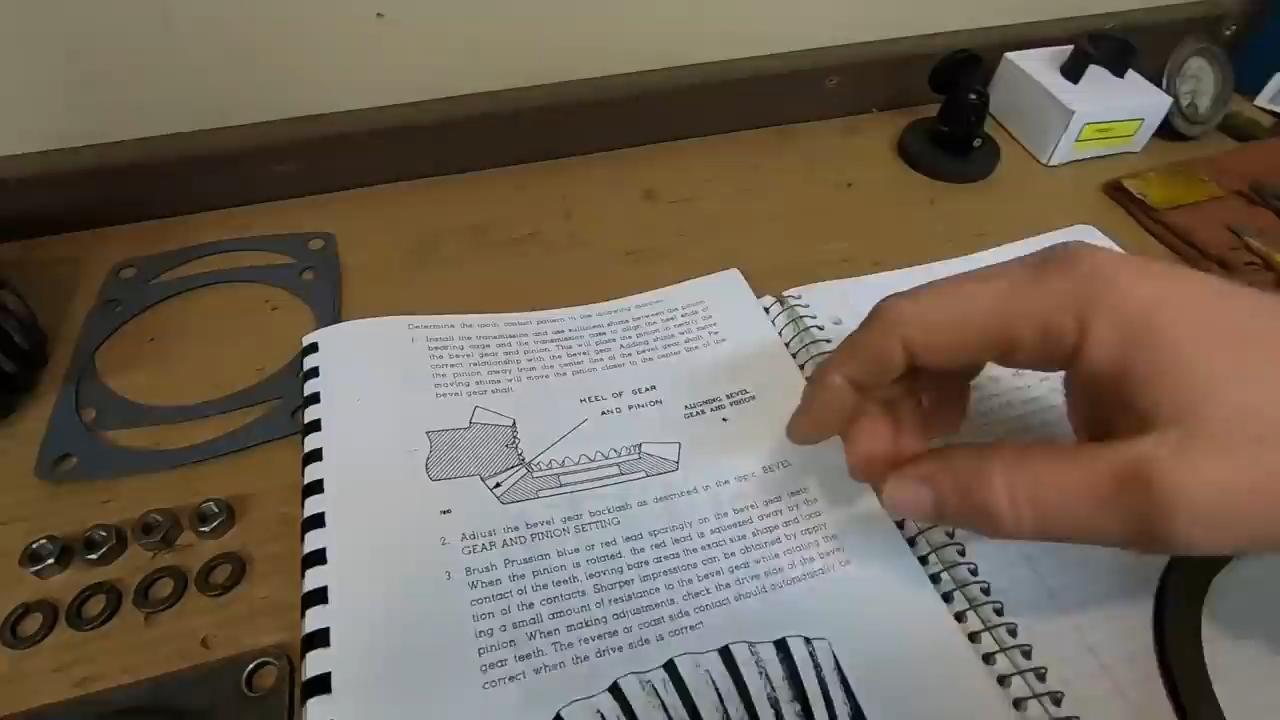 Determine the tooth contact pattern in the following manner:
1. Install the transmission and use sufficient shims between the pinion
bearing cage and the transmission case to align the heel ends of
the bevel gear and pinion. This will place the pinion in nearly the
correct relationship with the bevel gear. Adding shims will move
the pinion away from the center line of the bevel gear shaft. Re-
moving shims will move the pinion closer to the center line of the
bevel gear shaft.
HEEL OF GEAR
AND PINION
ALIGNING BEVEL
GEAR AND PINION
2. Adjust the bevel gear backlash as described in the topic BEVEL
GEAR AND PINION SETTING
3. Brush Prussian blue or red lead sparingly on the bevel gear teeth.
When the pinion is rotated, the red lead is squeezed away by the
contact of the teeth, leaving bare areas the exact size shape and loca-
tion of the contacts. Sharper impressions can be obtained by apply
ing a small amount of resistance to the bevel gear while rotating the
pinion. When making adjustments, check the drive side of the bevel
gear teeth. The reverse or coast side contact should automatically be
correct when the drive side is correct